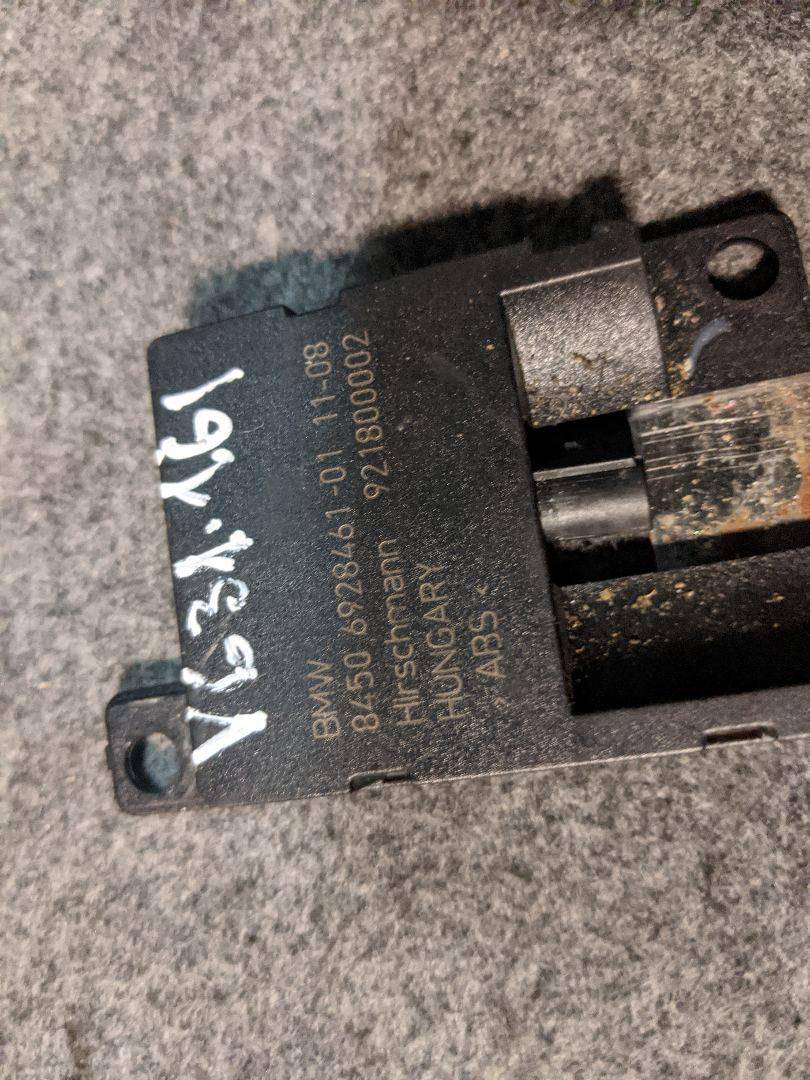 BMW
8450 6928461-01 11-08
Hirschmann 921800002
HUNGARY
> ABS <